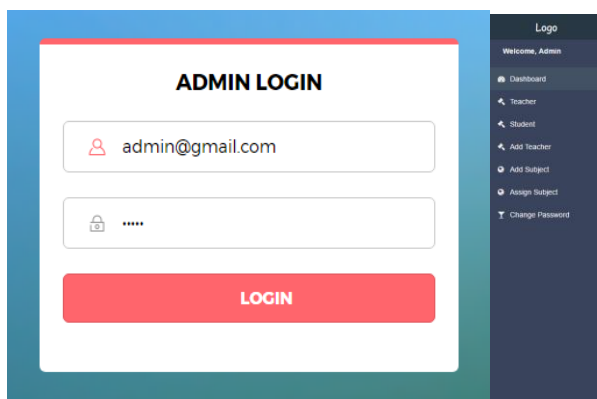 ADMIN LOGIN
admin@gmail.com
•••••
LOGIN
Logo
Welcome, Admin
Dashboard
Teacher
Student
Add Teacher
Add Subject
Assign Subject
Change Password